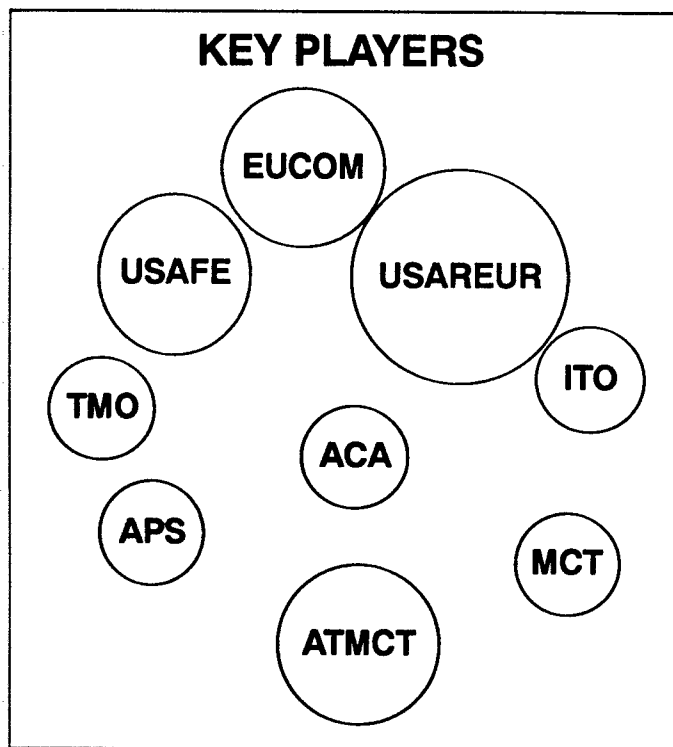 KEY PLAYERS
EUCOM
USAFE
USAREUR
ITO
TMO
ACA
APS
MCT
ATMCT